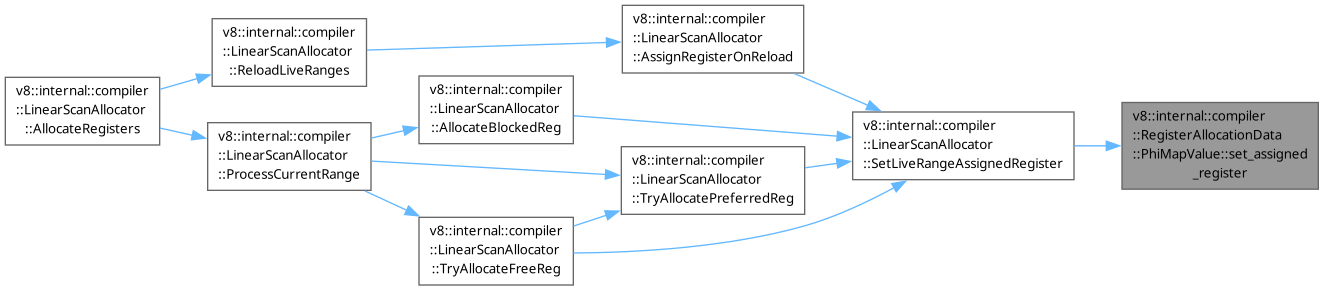 v8::internal::compiler
::LinearScanAllocator
::AllocateRegisters
v8::internal::compiler
::LinearScanAllocator
::ReloadLiveRanges
v8::internal::compiler
::LinearScanAllocator
::ProcessCurrentRange
v8::internal::compiler
::LinearScanAllocator
::AllocateBlockedReg
v8::internal::compiler
::LinearScanAllocator
::TryAllocateFreeReg
v8::internal::compiler
::LinearScanAllocator
::AssignRegisterOnReload
v8::internal::compiler
::LinearScanAllocator
::TryAllocatePreferredReg
v8::internal::compiler
::LinearScanAllocator
::SetLiveRangeAssignedRegister
v8::internal::compiler
::RegisterAllocationData
::PhiMapValue::set_assigned
_register